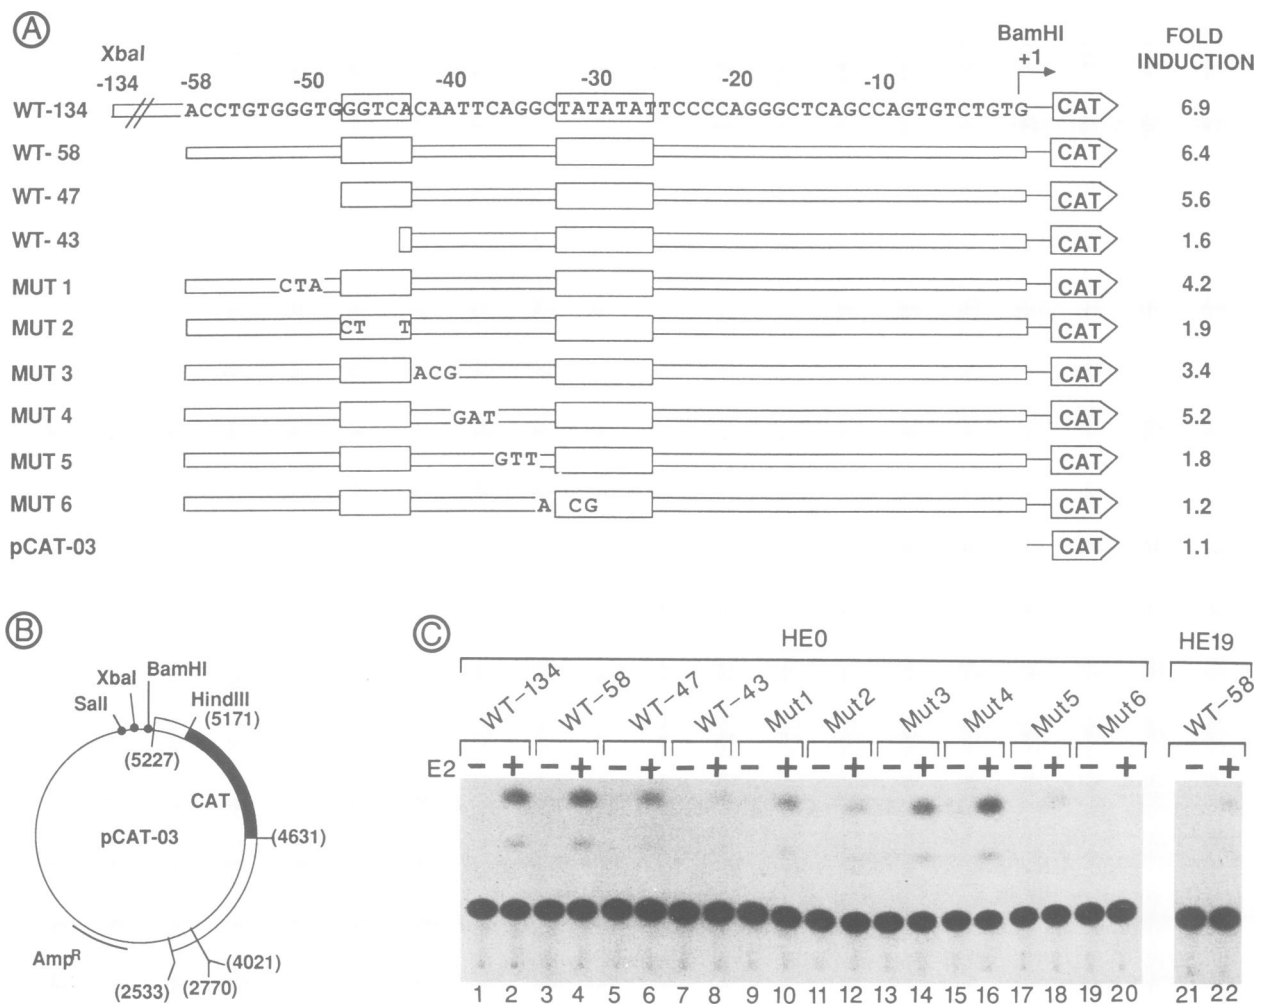 A
XbaI
BamHI
FOLD INDUCTION
-134 -58 -50 -40 -30 -20 -10 +1
WT-134 ACCTGTGGGTGGGTCACAATTCAGGCTATATATTCCCCAGGGCTCAGCCAGTGTCTGTG CAT 6.9
WT-58 CAT 6.4
WT-47 CAT 5.6
WT-43 CAT 1.6
MUT 1 CTA CAT 4.2
MUT 2 CT T CAT 1.9
MUT 3 ACG CAT 3.4
MUT 4 GAT CAT 5.2
MUT 5 GTT CAT 1.8
MUT 6 A CG CAT 1.2
pCAT-03 CAT 1.1
B
SalI
XbaI
BamHI
HindIII
(5171)
(5227)
CAT
pCAT-03
(4631)
AmpR
(4021)
(2770)
(2533)
C
HE0 HE19
WT-134 WT-58 WT-47 WT-43 Mut1 Mut2 Mut3 Mut4 Mut5 Mut6 WT-58
E2 - + - + - + - + - + - + - + - + - + - + - +
1 2 3 4 5 6 7 8 9 10 11 12 13 14 15 16 17 18 19 20 21 22